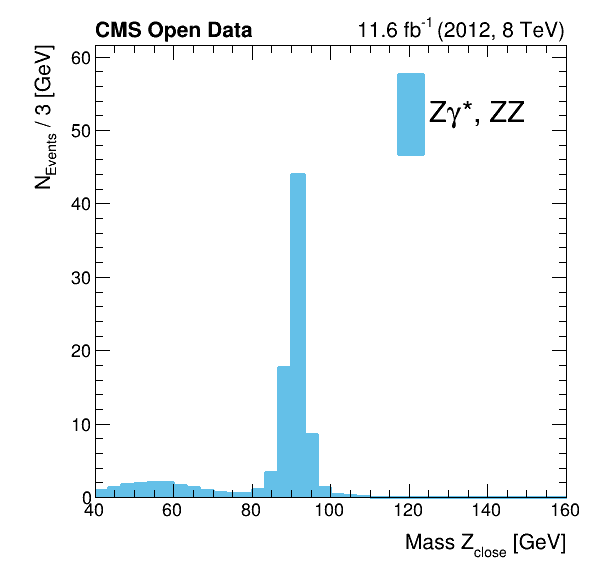 CMS Open Data 11.6 fb-1 (2012, 8 TeV)
NEvents / 3 [GeV]
60
50
40
30
20
10
0
Zγ*, ZZ
40 60 80 100 120 140 160
Mass Zclose [GeV]